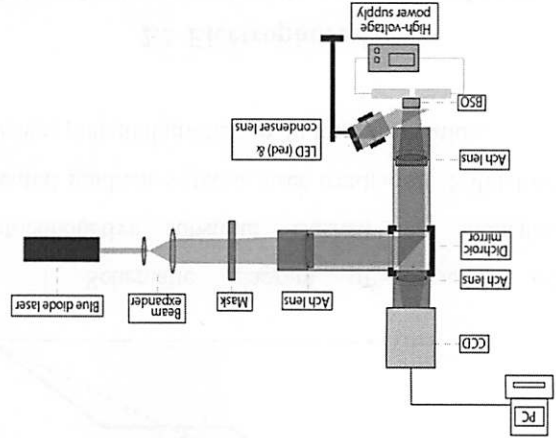 PC
CCD
Ach lens
Dichroic
mirror
Ach lens
Mask
Beam
expander
Blue diode laser
Ach lens
LED (red) &
condenser lens
BSO
High-voltage
power supply